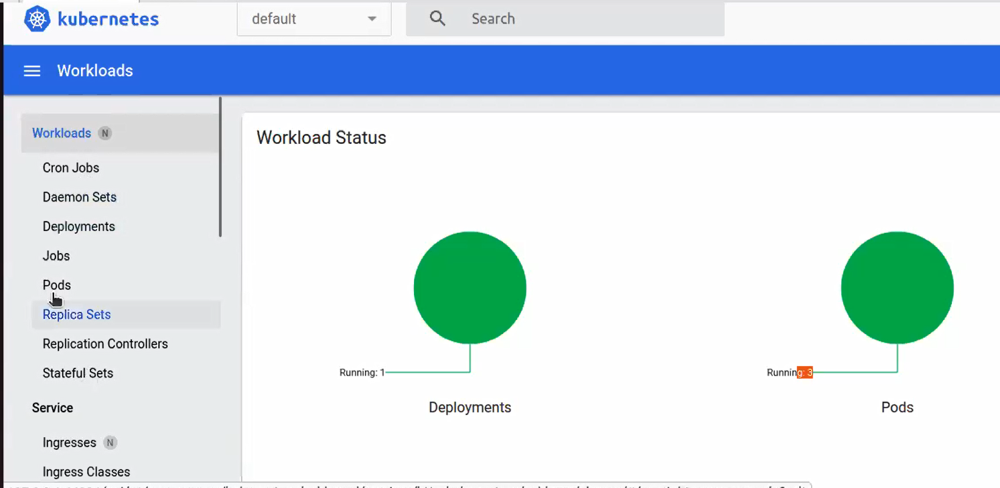 kubernetes
default
Search
Workloads
Workloads N
Cron Jobs
Daemon Sets
Deployments
Jobs
Pods
Replica Sets
Replication Controllers
Stateful Sets
Service
Ingresses N
Ingress Classes
Workload Status
Running: 1
Deployments
Running: 3
Pods